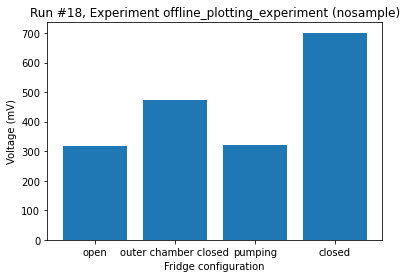 Run #18, Experiment offline_plotting_experiment (nosample)
700
600
500
400
300
200
100
0
Voltage (mV)
open outer chamber closed pumping closed
Fridge configuration